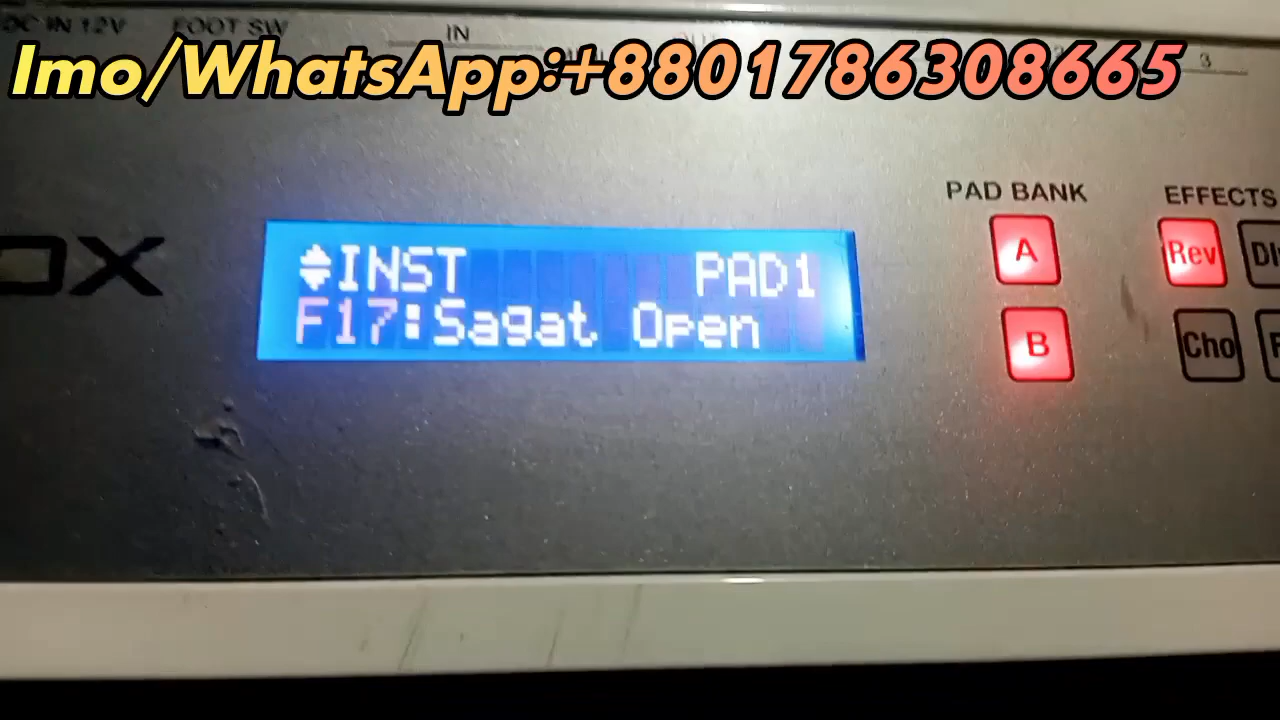 DC IN 12V FOOT SW IN
Imo/WhatsApp:+8801786308665
3
PAD BANK EFFECTS
A Rev
INST PAD1
F17:Sagat Open
B Cho